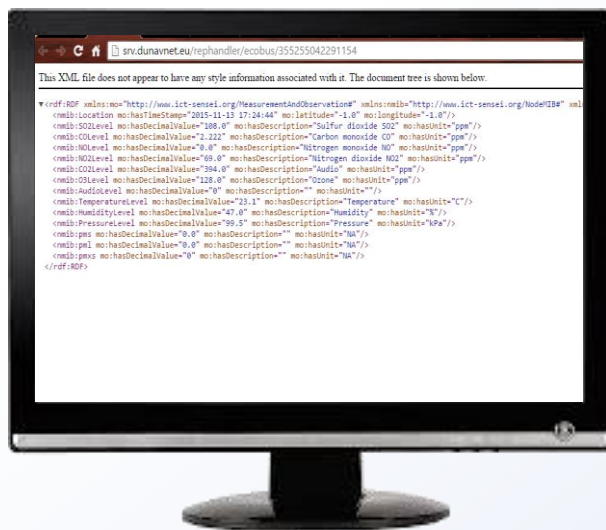 srv.dunavnet.eu/rephandler/ecobus/355255042291154
This XML file does not appear to have any style information associated with it. The document tree is shown below.
▼<rdf:RDF xmlns:mo="http://www.ict-sensei.org/MeasurementAndObservation#" xmlns:nmib="http://www.ict-sensei.org/NodeMIB#"
<nmib:Location mo:hasTimeStamp="2015-11-13 17:24:44" mo:latitude="-1.0" mo:longitude="-1.0"/>
<nmib:SO2Level mo:hasDecimalValue="108.0" mo:hasDescription="Sulfur dioxide SO2" mo:hasUnit="ppm"/>
<nmib:COLevel mo:hasDecimalValue="2.222" mo:hasDescription="Carbon monoxide CO" mo:hasUnit="ppm"/>
<nmib:NOLevel mo:hasDecimalValue="0.0" mo:hasDescription="Nitrogen monoxide NO" mo:hasUnit="ppm"/>
<nmib:NO2Level mo:hasDecimalValue="69.0" mo:hasDescription="Nitrogen dioxide NO2" mo:hasUnit="ppm"/>
<nmib:CO2Level mo:hasDecimalValue="394.0" mo:hasDescription="Audio" mo:hasUnit="ppm"/>
<nmib:O3Level mo:hasDecimalValue="128.0" mo:hasDescription="Ozone" mo:hasUnit="ppm"/>
<nmib:AudioLevel mo:hasDecimalValue="0" mo:hasDescription="" mo:hasUnit=""/>
<nmib:TemperatureLevel mo:hasDecimalValue="23.1" mo:hasDescription="Temperature" mo:hasUnit="C"/>
<nmib:HumidityLevel mo:hasDecimalValue="47.0" mo:hasDescription="Humidity" mo:hasUnit="%"/>
<nmib:PressureLevel mo:hasDecimalValue="99.5" mo:hasDescription="Pressure" mo:hasUnit="kPa"/>
<nmib:pms mo:hasDecimalValue="0.0" mo:hasDescription="" mo:hasUnit="NA"/>
<nmib:pml mo:hasDecimalValue="0.0" mo:hasDescription="" mo:hasUnit="NA"/>
<nmib:pmxs mo:hasDecimalValue="0" mo:hasDescription="" mo:hasUnit="NA"/>
</rdf:RDF>